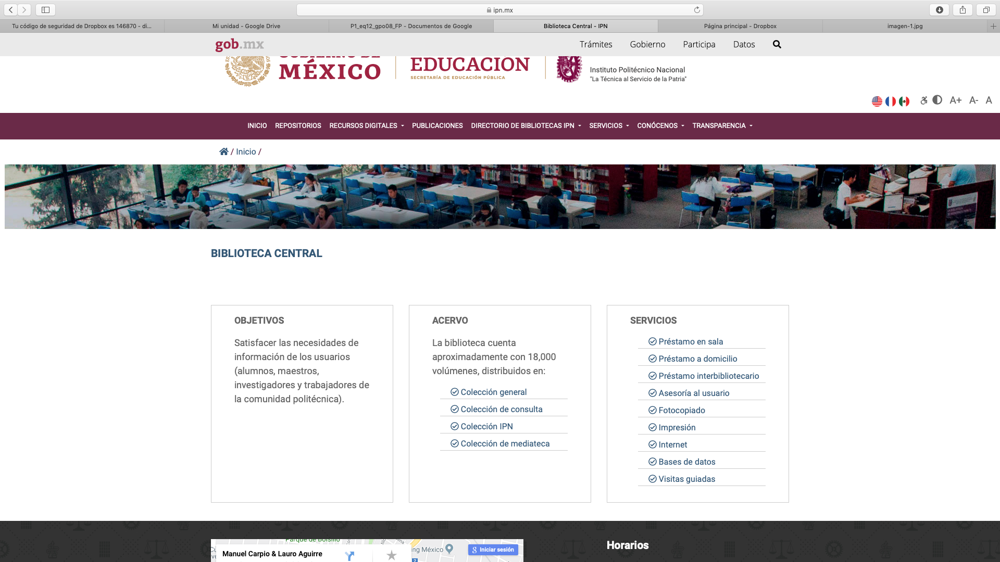 ipn.mx
Tu código de seguridad de Dropbox es 146870 - di...
Mi unidad - Google Drive
P1_eq12_gpo08_FP - Documentos de Google
Biblioteca Central - IPN
Página principal - Dropbox
imagen-1.jpg
gob.mx
Trámites
Gobierno
Participa
Datos
GOBIERNO DE
MÉXICO
EDUCACIÓN
SECRETARÍA DE EDUCACIÓN PÚBLICA
Instituto Politécnico Nacional
"La Técnica al Servicio de la Patria"
A+ A- A
INICIO REPOSITORIOS RECURSOS DIGITALES PUBLICACIONES DIRECTORIO DE BIBLIOTECAS IPN SERVICIOS CONÓCENOS TRANSPARENCIA
/ Inicio /
BIBLIOTECA CENTRAL
OBJETIVOS
Satisfacer las necesidades de
información de los usuarios
(alumnos, maestros,
investigadores y trabajadores de
la comunidad politécnica).
ACERVO
La biblioteca cuenta
aproximadamente con 18,000
volúmenes, distribuidos en:
Colección general
Colección de consulta
Colección IPN
Colección de mediateca
SERVICIOS
Préstamo en sala
Préstamo a domicilio
Préstamo interbibliotecario
Asesoría al usuario
Fotocopiado
Impresión
Internet
Bases de datos
Visitas guiadas
Parque de Bolsillo
Manuel Carpio & Lauro Aguirre
ng México
Iniciar sesión
2
Horarios